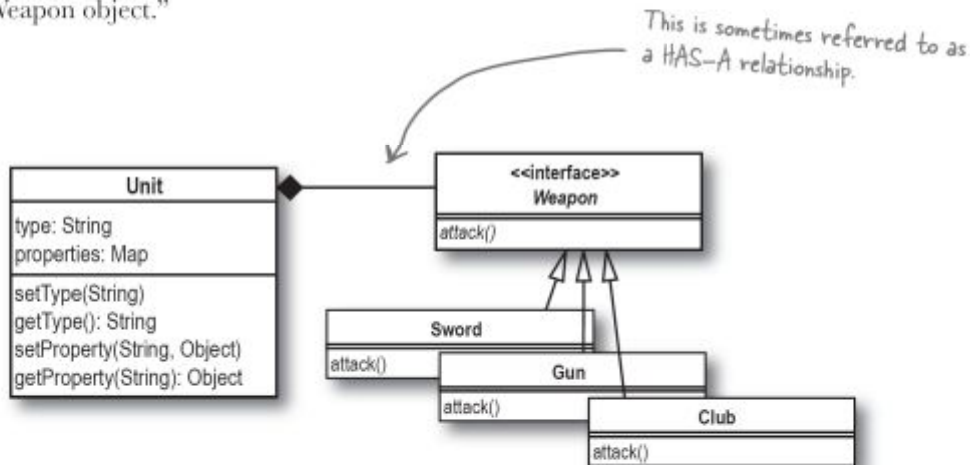 Weapon object.”
This is sometimes referred to as
a HAS-A relationship.
Unit
type: String
properties: Map
setType(String)
getType(): String
setProperty(String, Object)
getProperty(String): Object
<<interface>>
Weapon
attack()
Sword
attack()
Gun
attack()
Club
attack()